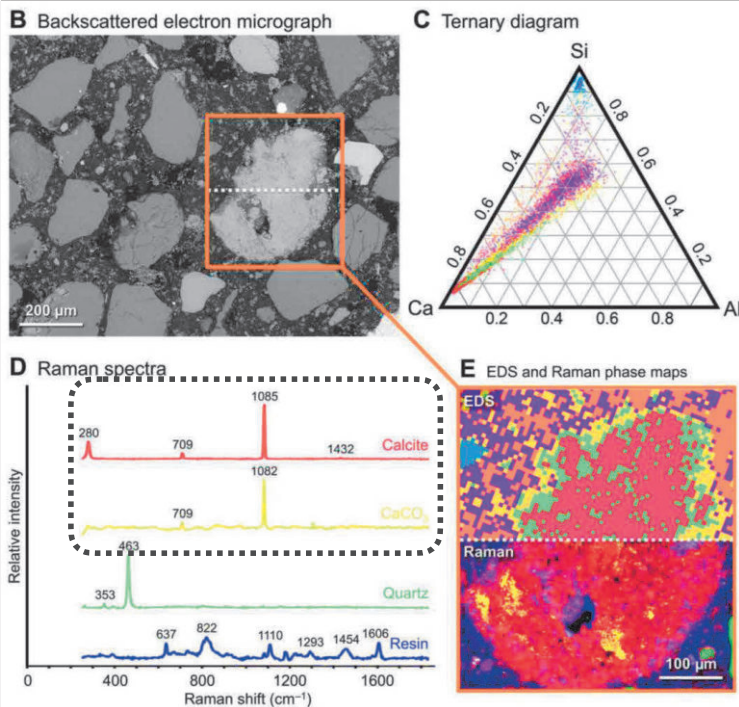 B Backscattered electron micrograph
200 µm
C Ternary diagram
Si
0.2
0.8
0.4
0.6
0.6
0.4
0.8
0.2
Ca
Al
0.2 0.4 0.5 0.6 0.8
D Raman spectra
Relative intensity
280
709
1085
1432
Calcite
709
1082
CaCO₃
353
463
Quartz
637
822
1110
1293
1454
1606
Resin
0 400 800 1200 1600
Raman shift (cm⁻¹)
E EDS and Raman phase maps
EDS
Raman
100 µm